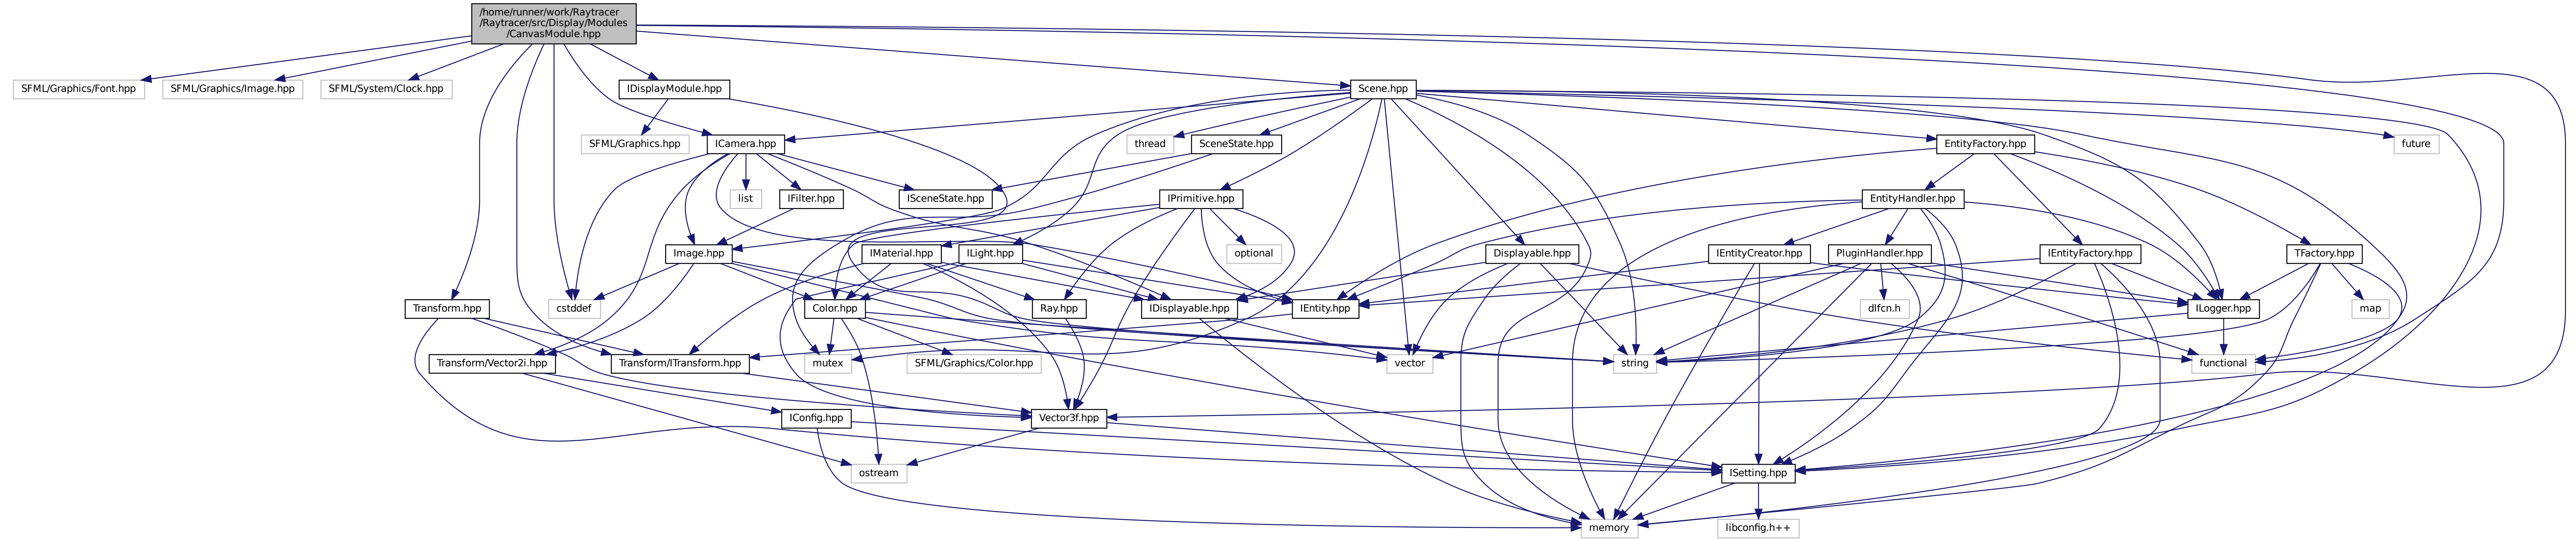 /home/runner/work/Raytracer
/Raytracer/src/Display/Modules
/CanvasModule.hpp
SFML/Graphics/Font.hpp
SFML/Graphics/Image.hpp
SFML/System/Clock.hpp
IDisplayModule.hpp
Scene.hpp
SFML/Graphics.hpp
ICamera.hpp
thread
SceneState.hpp
EntityFactory.hpp
future
list
IFilter.hpp
ISceneState.hpp
IPrimitive.hpp
EntityHandler.hpp
Image.hpp
IMaterial.hpp
ILight.hpp
optional
Displayable.hpp
IEntityCreator.hpp
PluginHandler.hpp
IEntityFactory.hpp
TFactory.hpp
Transform.hpp
cstddef
Color.hpp
Ray.hpp
IDisplayable.hpp
IEntity.hpp
dlfcn.h
ILogger.hpp
map
Transform/Vector2i.hpp
Transform/ITransform.hpp
mutex
SFML/Graphics/Color.hpp
vector
string
functional
IConfig.hpp
Vector3f.hpp
ostream
ISetting.hpp
memory
libconfig.h++